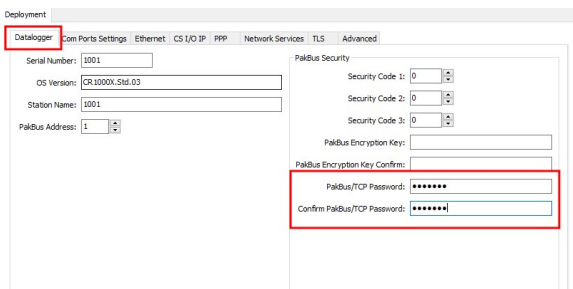 Deployment
Datalogger Com Ports Settings Ethernet CS I/O IP PPP Network Services TLS Advanced
Serial Number: 1001
OS Version: CR1000X.Std.03
Station Name: 1001
PakBus Address: 1
PakBus Security
Security Code 1: 0
Security Code 2: 0
Security Code 3: 0
PakBus Encryption Key:
PakBus Encryption Key Confirm:
PakBus/TCP Password: •••••••
Confirm PakBus/TCP Password: •••••••